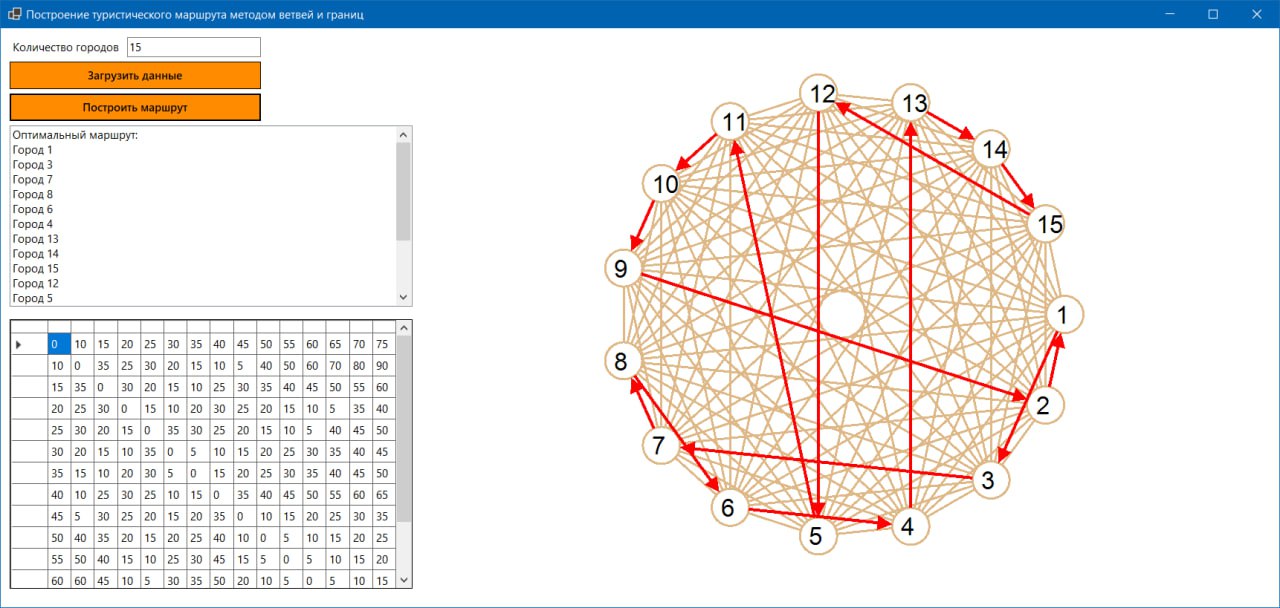 Построение туристического маршрута методом ветвей и границ
Количество городов 15
Загрузить данные
Построить маршрут
Оптимальный маршрут:
Город 1
Город 3
Город 7
Город 8
Город 6
Город 4
Город 13
Город 14
Город 15
Город 12
Город 5
0 10 15 20 25 30 35 40 45 50 55 60 65 70 75
10 0 35 25 30 20 15 10 5 40 50 60 70 80 90
15 35 0 30 20 15 10 25 30 35 40 45 50 55 60
20 25 30 0 15 10 20 30 25 20 15 10 5 35 40
25 30 20 15 0 35 30 25 20 15 10 5 40 45 50
30 20 15 10 35 0 5 10 15 20 25 30 35 40 45
35 15 10 20 30 5 0 15 20 25 30 35 40 45 50
40 10 25 30 25 10 15 0 35 40 45 50 55 60 65
45 5 30 25 20 15 20 35 0 10 15 20 25 30 35
50 40 35 20 15 20 25 40 10 0 5 10 15 20 25
55 50 40 15 10 25 30 45 15 5 0 5 10 15 20
60 60 45 10 5 30 35 50 20 10 5 0 5 10 15
12
13
11
14
10
15
9
1
8
2
7
3
6
5
4